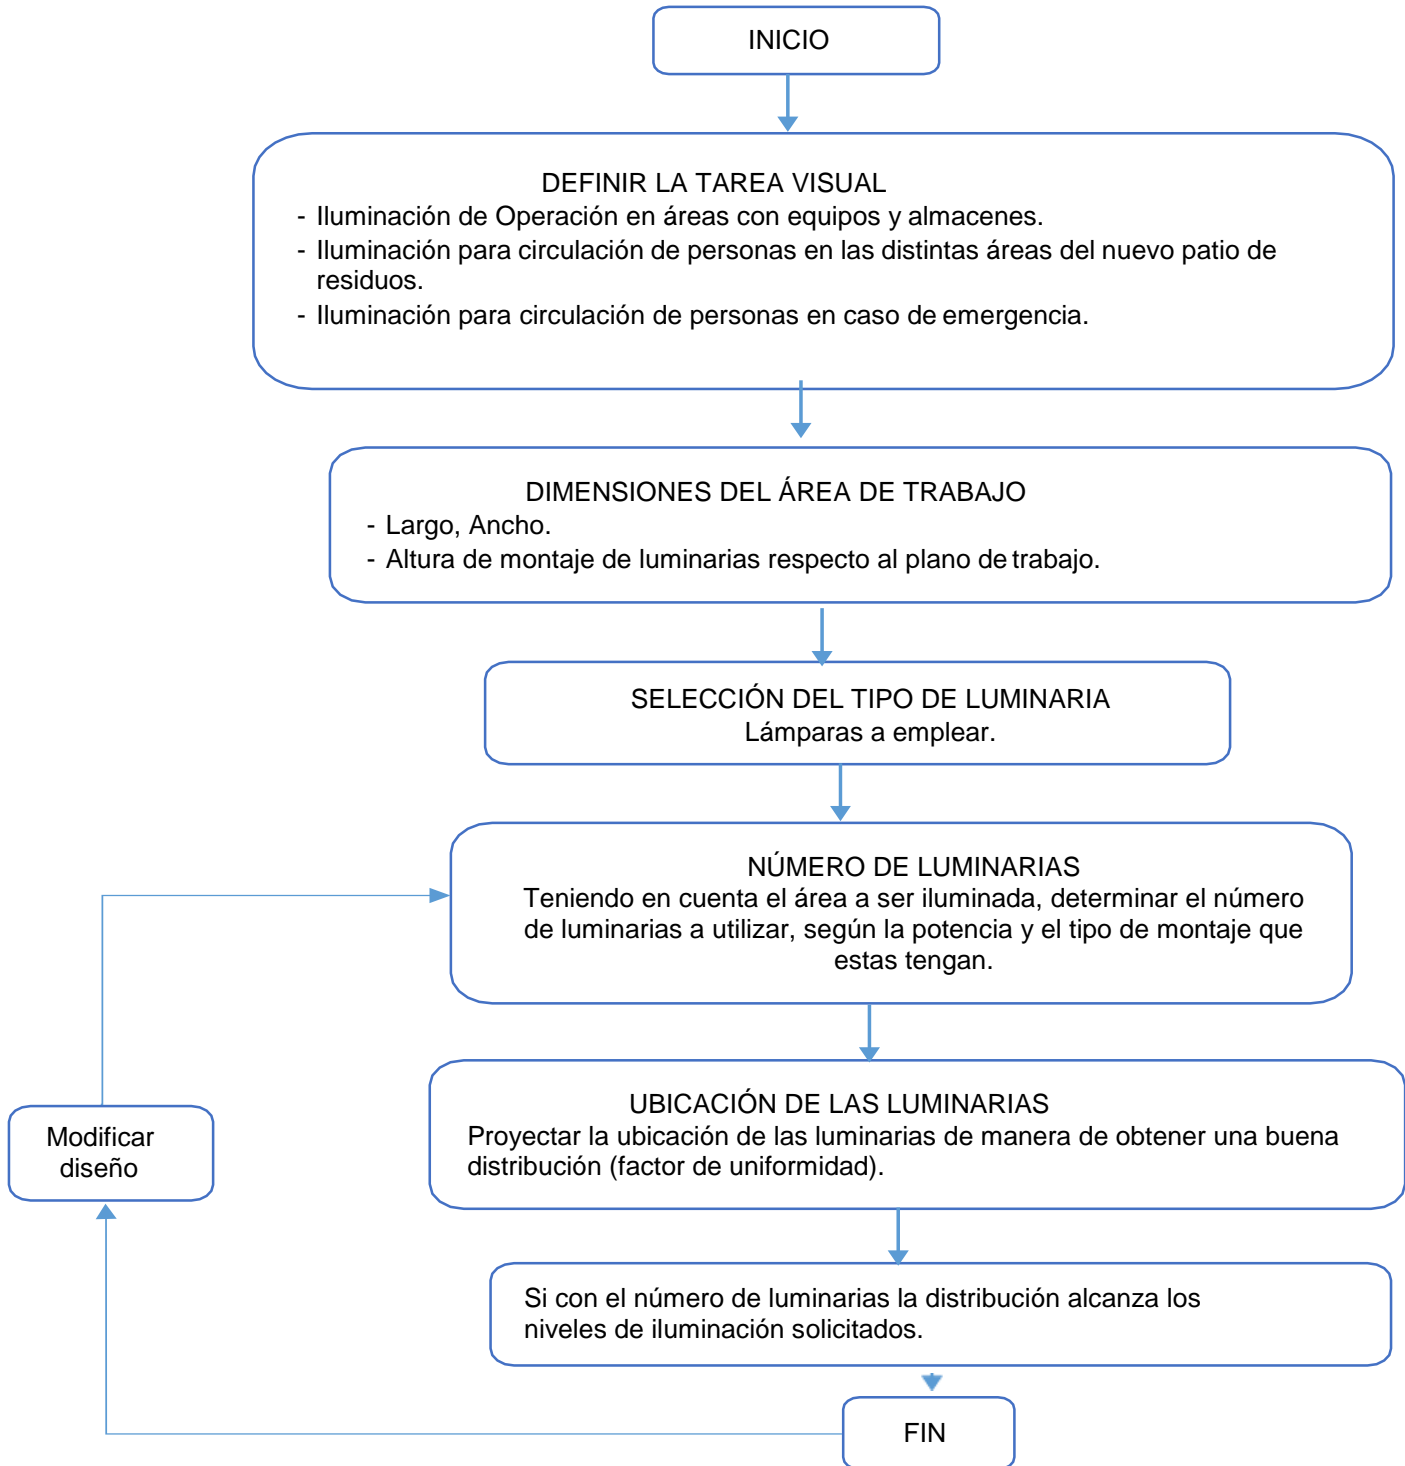 INICIO
DEFINIR LA TAREA VISUAL
- Iluminación de Operación en áreas con equipos y almacenes.
- Iluminación para circulación de personas en las distintas áreas del nuevo patio de
residuos.
- Iluminación para circulación de personas en caso de emergencia.
DIMENSIONES DEL ÁREA DE TRABAJO
- Largo, Ancho.
- Altura de montaje de luminarias respecto al plano de trabajo.
SELECCIÓN DEL TIPO DE LUMINARIA
Lámparas a emplear.
NÚMERO DE LUMINARIAS
Teniendo en cuenta el área a ser iluminada, determinar el número
de luminarias a utilizar, según la potencia y el tipo de montaje que
estas tengan.
UBICACIÓN DE LAS LUMINARIAS
Proyectar la ubicación de las luminarias de manera de obtener una buena
distribución (factor de uniformidad).
Modificar
diseño
Si con el número de luminarias la distribución alcanza los
niveles de iluminación solicitados.
FIN